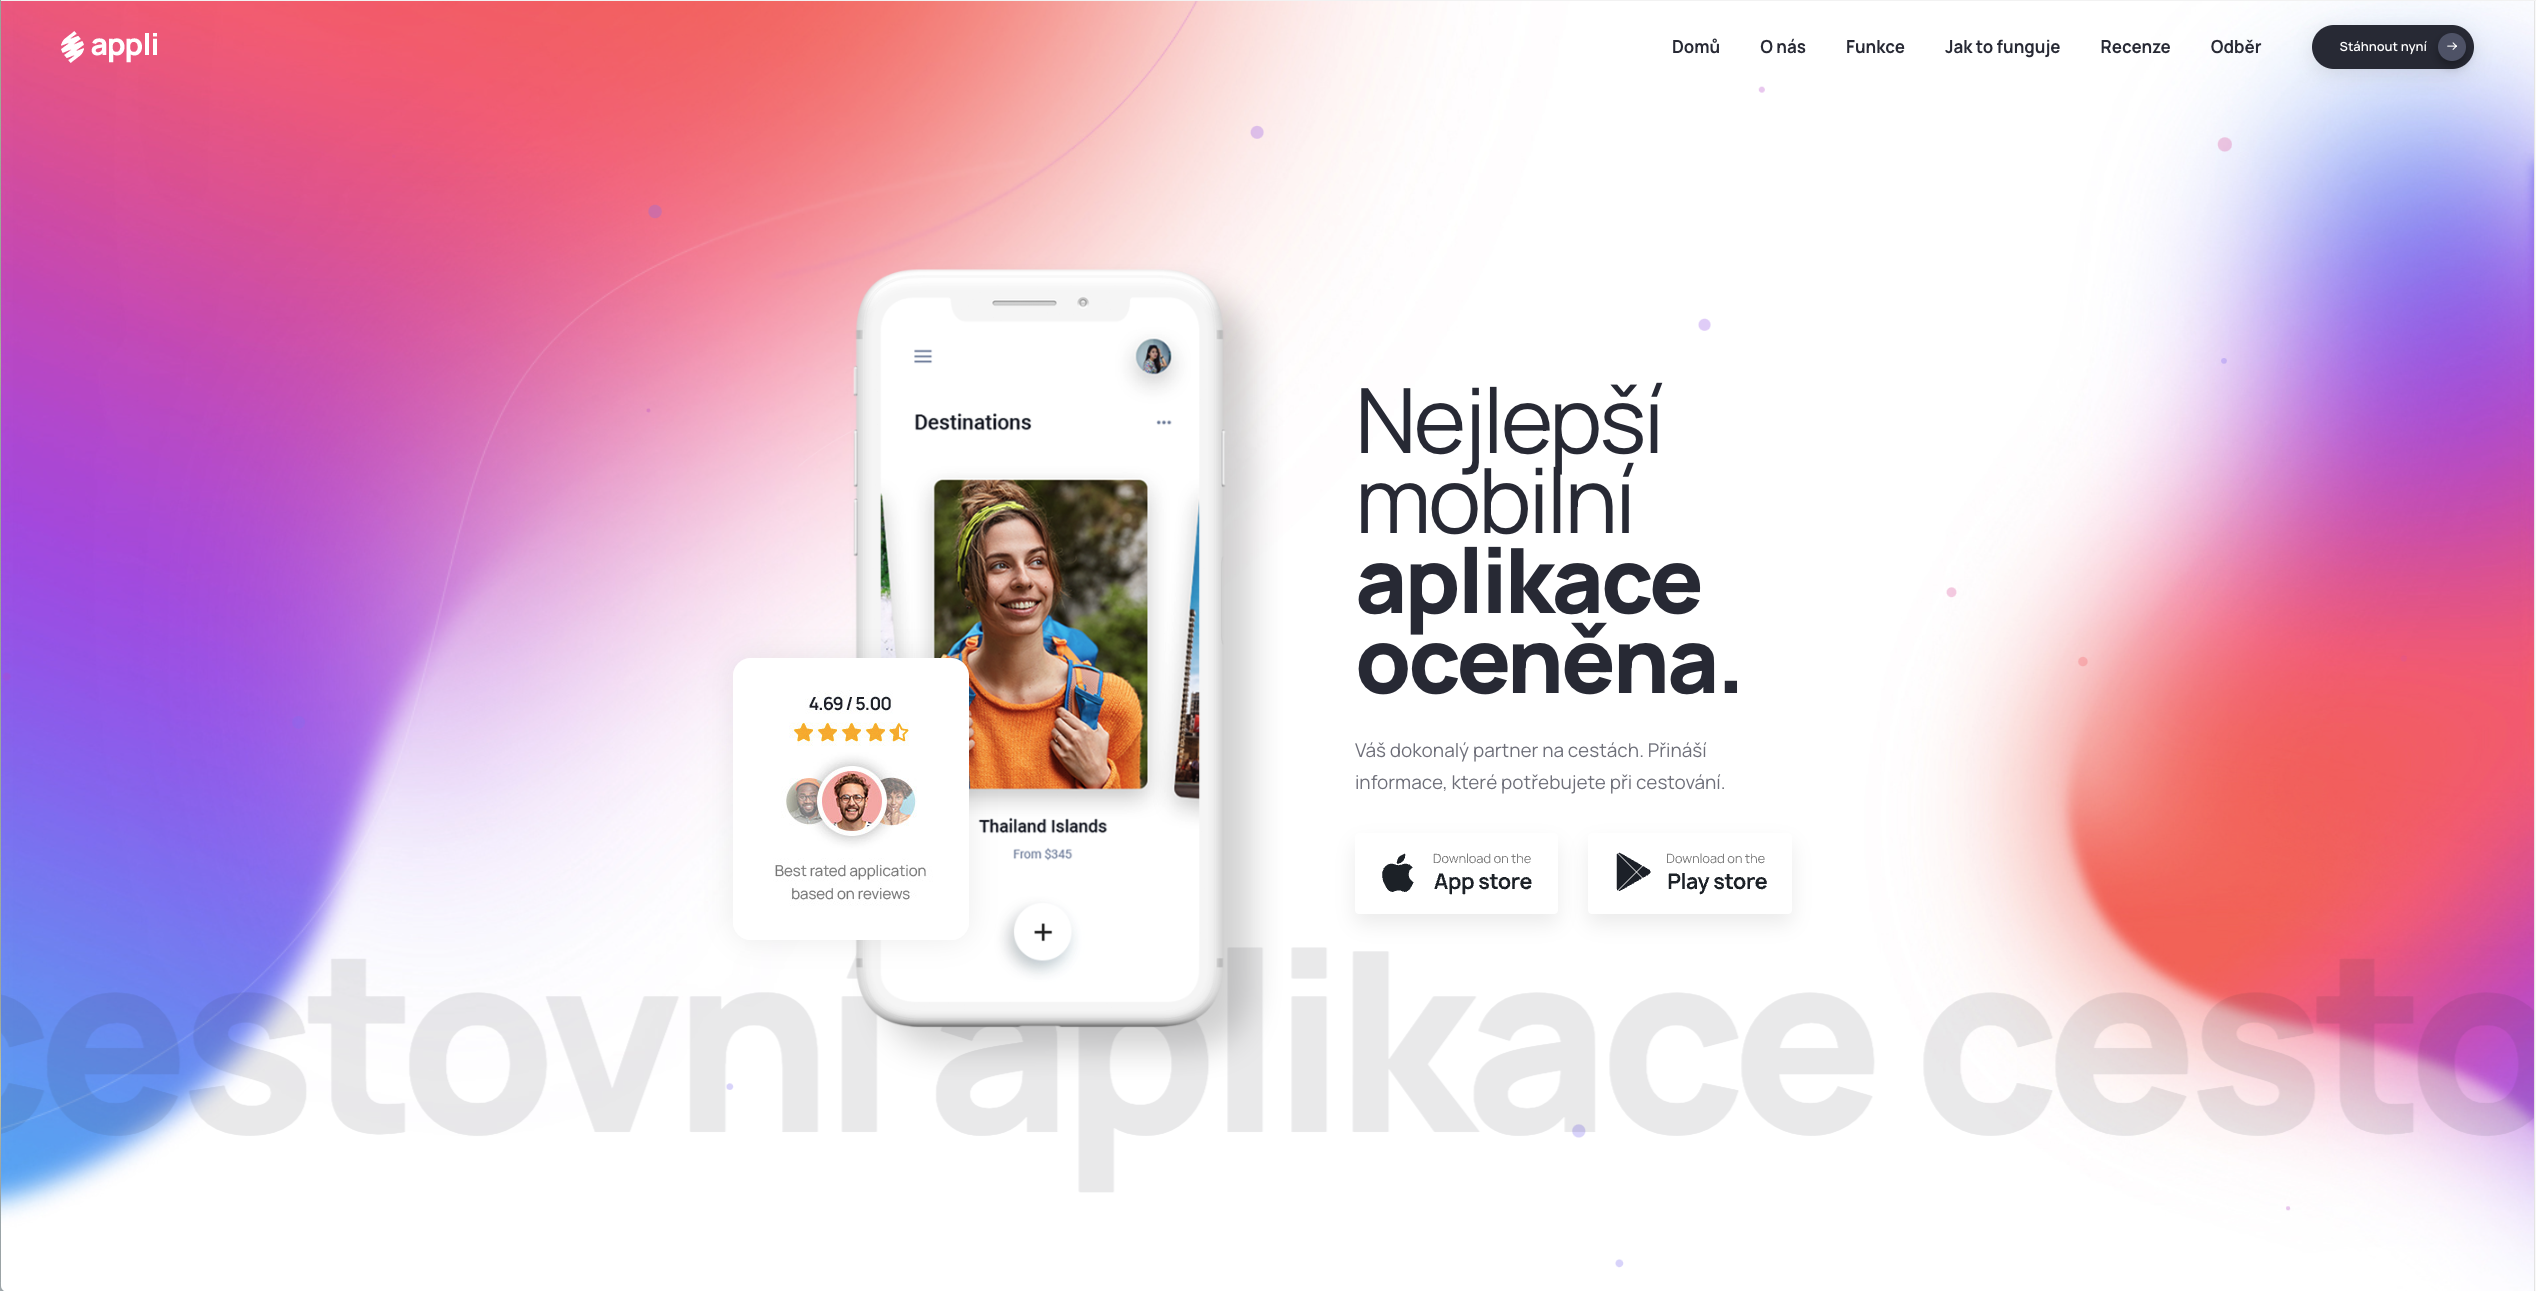 appli
Domů
O nás
Funkce
Jak to funguje
Recenze
Odběr
Stáhnout nyní
Destinations
Thailand Islands
From $345
4.69 / 5.00
Best rated application
based on reviews
Nejlepší
mobilní
aplikace
oceněna.
Váš dokonalý partner na cestách. Přináší
informace, které potřebujete při cestování.
Download on the
App store
Download on the
Play store
cestovní aplikace cesto